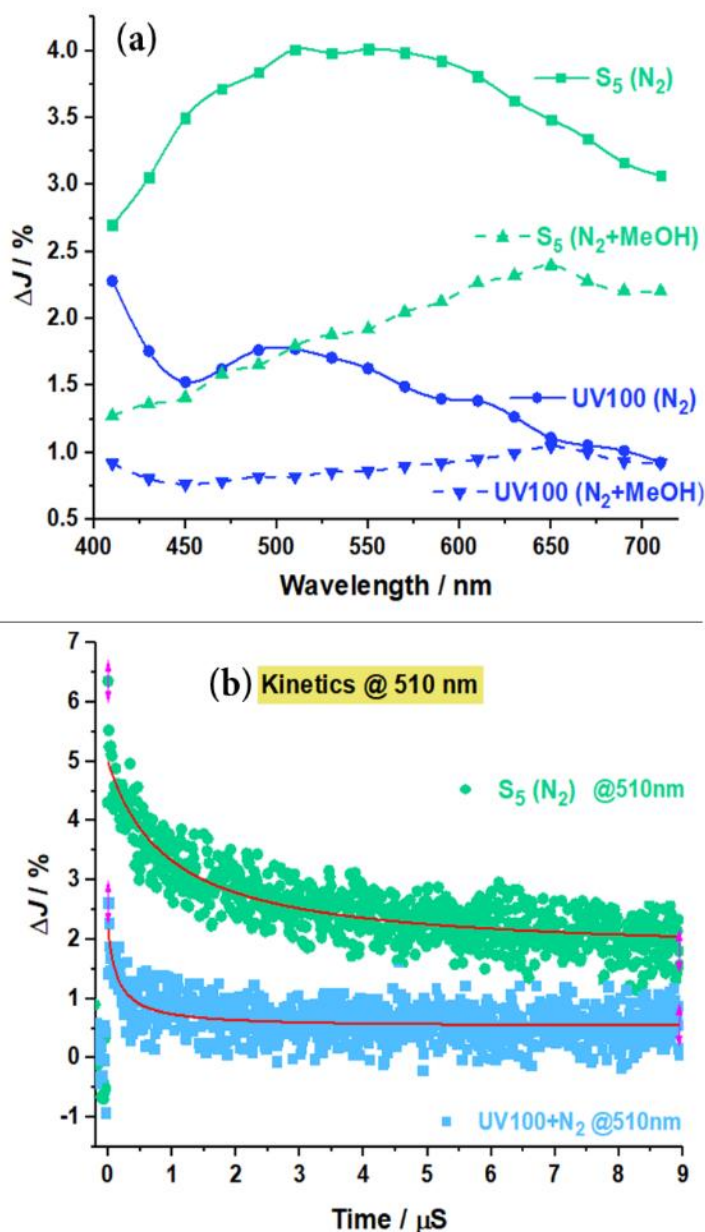 (a)
4.0
3.5
3.0
2.5
2.0
1.5
1.0
0.5
ΔJ / %
S5 (N2)
S5 (N2+MeOH)
UV100 (N2)
UV100 (N2+MeOH)
400 450 500 550 600 650 700
Wavelength / nm
(b) Kinetics @ 510 nm
7
6
5
4
3
2
1
0
-1
ΔJ / %
S5 (N2) @510nm
UV100+N2 @510nm
0 1 2 3 4 5 6 7 8 9
Time / μS